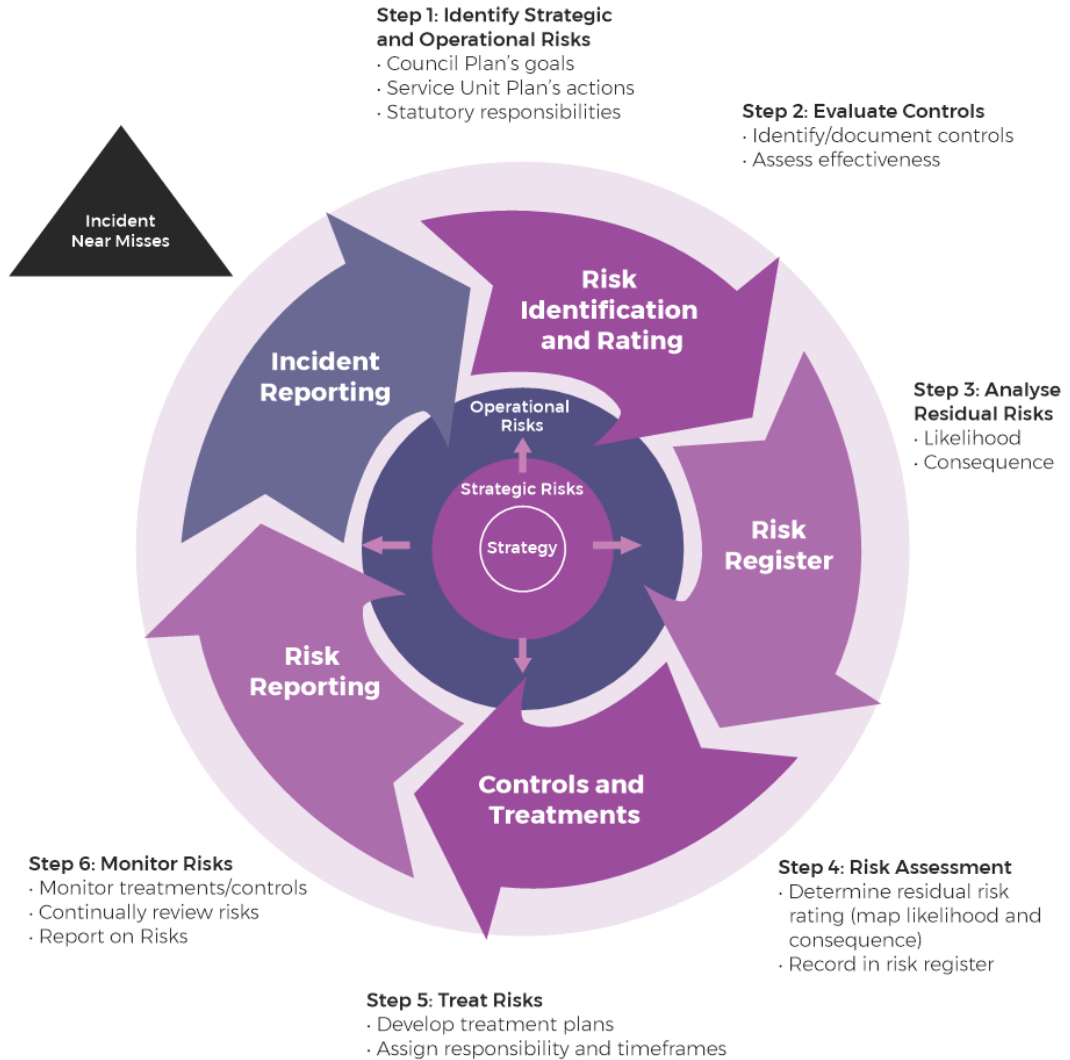 Step 1: Identify Strategic
and Operational Risks
· Council Plan's goals
· Service Unit Plan's actions
· Statutory responsibilities
Step 2: Evaluate Controls
· Identify/document controls
· Assess effectiveness
Incident
Near Misses
Risk
Identification
and Rating
Incident
Reporting
Step 3: Analyse
Residual Risks
· Likelihood
· Consequence
Operational
Risks
Strategic Risks
Strategy
Risk
Register
Risk
Reporting
Controls and
Treatments
Step 4: Risk Assessment
· Determine residual risk
rating (map likelihood and
consequence)
· Record in risk register
Step 6: Monitor Risks
· Monitor treatments/controls
· Continually review risks
· Report on Risks
Step 5: Treat Risks
· Develop treatment plans
· Assign responsibility and timeframes